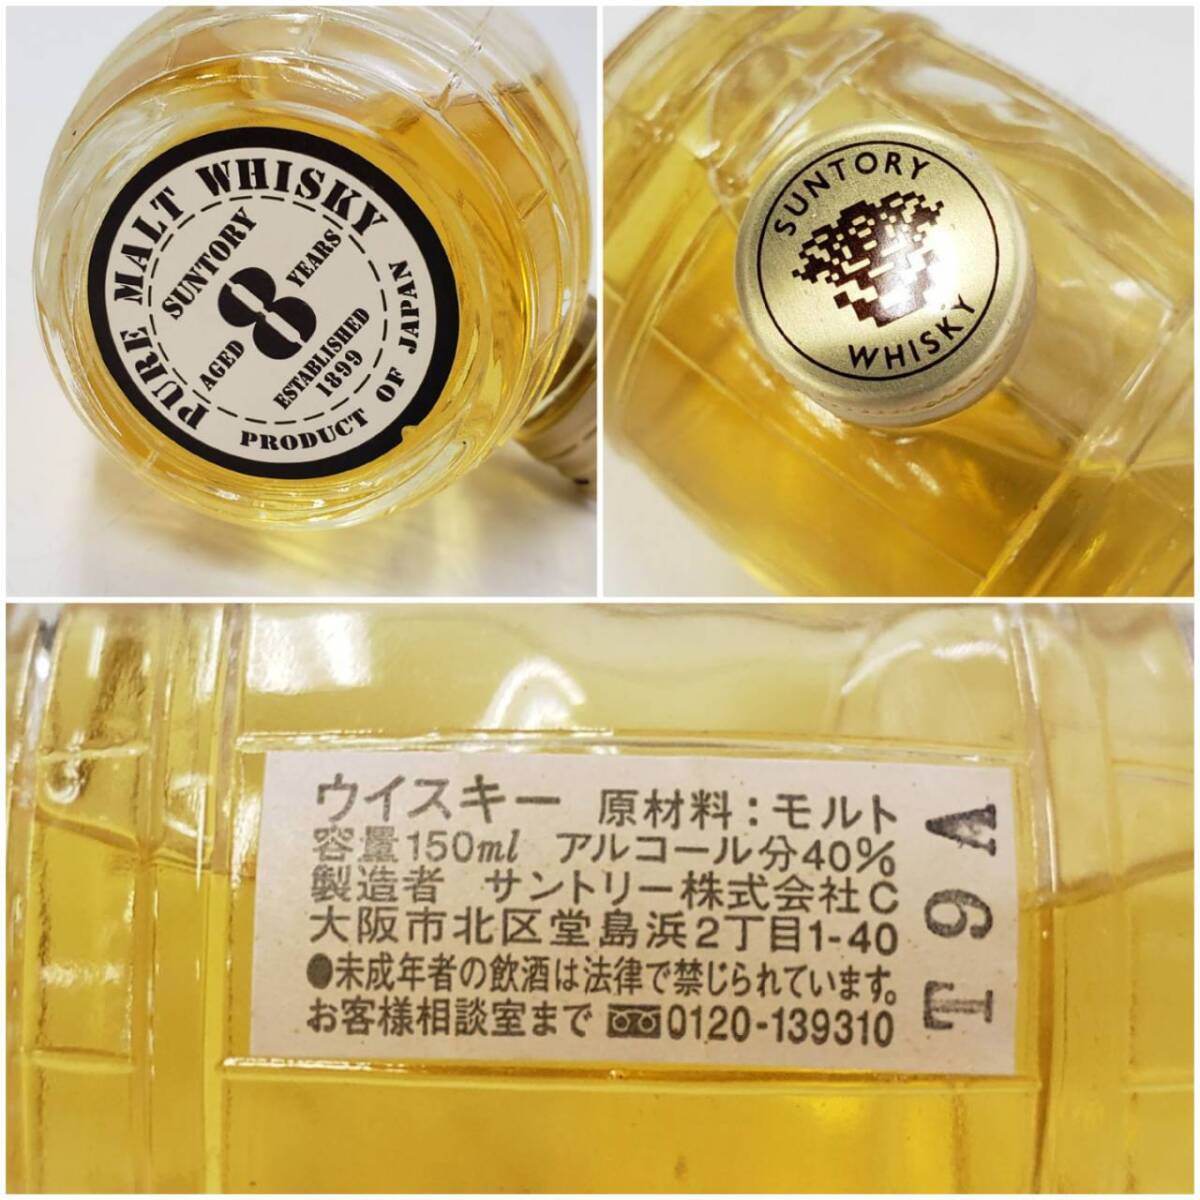 PURE MALT WHISKY
SUNTORY
8
YEARS
AGED
ESTABLISHED
1899
PRODUCT OF JAPAN
SUNTORY
WHISKY
ウイスキー 原材料：モルト
容量150ml アルコール分40%
製造者 サントリー株式会社C
大阪市北区堂島浜2丁目1-40
●未成年者の飲酒は法律で禁じられています。
お客様相談室まで 0120-139310
V6T